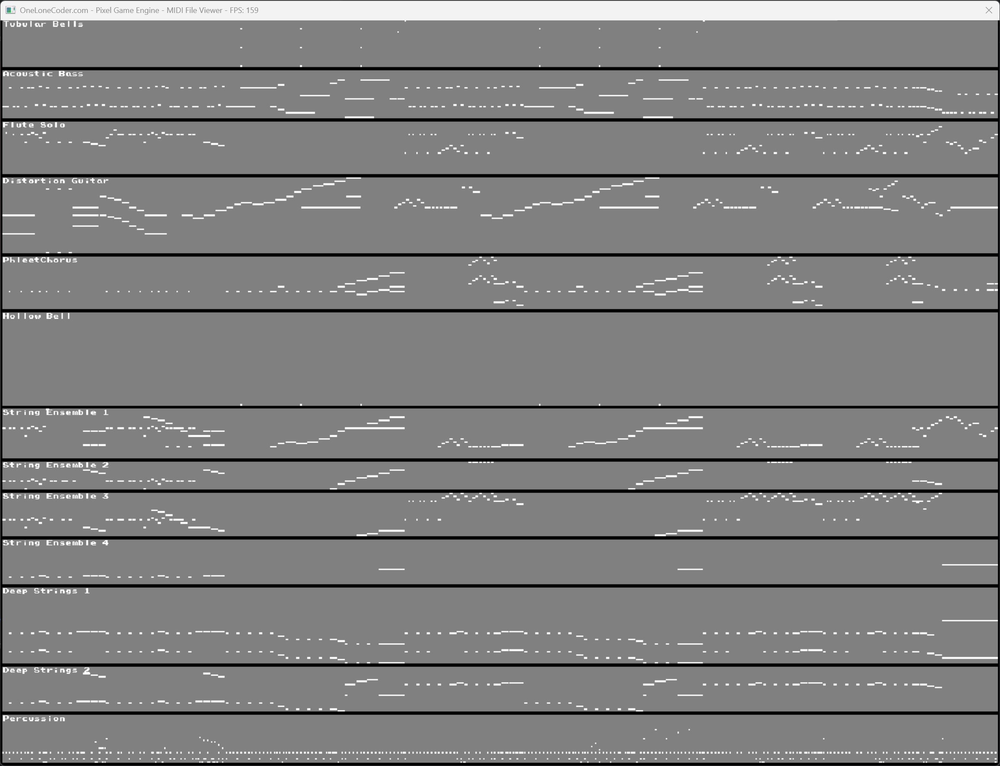 OneLoneCoder.com - Pixel Game Engine - MIDI File Viewer - FPS: 159
Tubular Bells
Acoustic Bass
Flute Solo
Distortion Guitar
PhleetChorus
Hollow Bell
String Ensemble 1
String Ensemble 2
String Ensemble 3
String Ensemble 4
Deep Strings 1
Deep Strings 2
Percussion